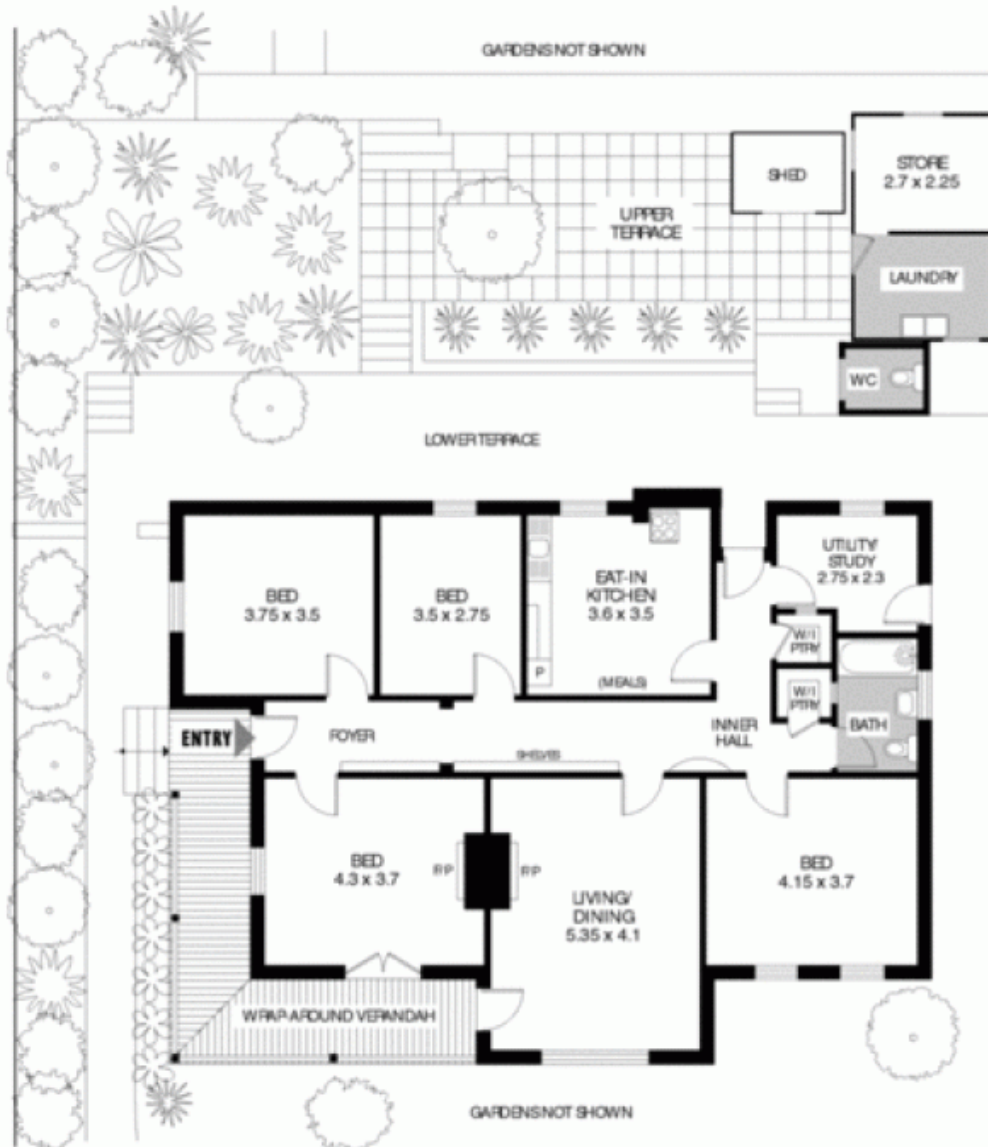 GARDENS NOT SHOWN
STORE
2.7 x 2.25
SHED
UPPER
TERRACE
LAUNDRY
WC
LOWER TERRACE
BED
3.75 x 3.5
BED
3.5 x 2.75
EAT-IN
KITCHEN
3.6 x 3.5
P
(MEALS)
UTILITY/
STUDY
2.75 x 2.3
W/I
PTRY
W/I
PTRY
BATH
ENTRY
FOYER
SHELVES
INNER
HALL
BED
4.3 x 3.7
F/P
F/P
LIVING/
DINING
5.35 x 4.1
BED
4.15 x 3.7
WRAP-AROUND VERANDAH
GARDENS NOT SHOWN